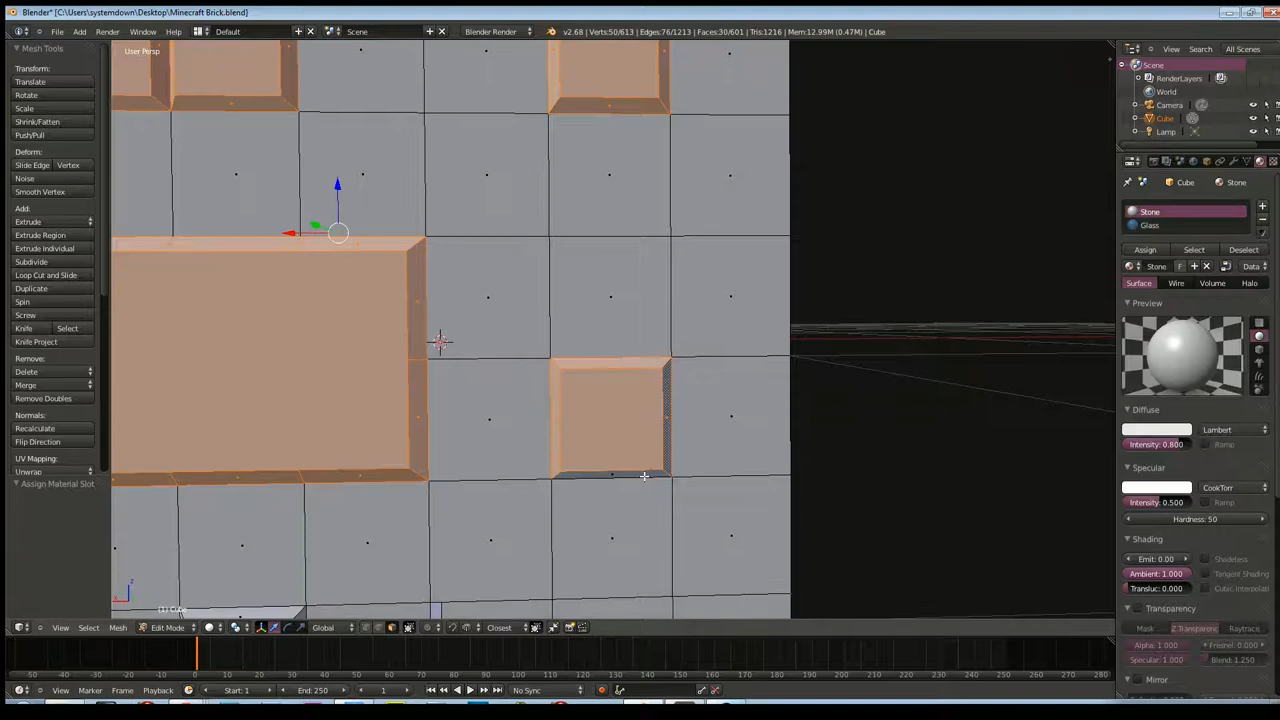 Blender* [C:\Users\systemdown\Desktop\Minecraft Brick.blend]
File Add Render Window Help Default Scene Blender Render v2.68 | Verts:50/613 | Edges:76/1213 | Faces:30/601 | Tris:1216 | Mem:12.99M (0.47M) | Cube
View Search All Scenes
Mesh Tools
User Persp
Scene
RenderLayers
World
Camera
Cube
Lamp
Transform:
Translate
Rotate
Scale
Shrink/Fatten
Push/Pull
Deform:
Slide Edge Vertex
Noise
Smooth Vertex
Add:
Extrude
Extrude Region
Extrude Individual
Subdivide
Loop Cut and Slide
Duplicate
Spin
Screw
Knife Select
Knife Project
Remove:
Delete
Merge
Remove Doubles
Normals:
Recalculate
Flip Direction
UV Mapping:
Unwrap
Assign Material Slot
Cube Stone
Stone
Glass
Assign Select Deselect
Stone F Data
Surface Wire Volume Halo
Preview
Diffuse
Lambert
Intensity: 0.800 Ramp
Specular
CookTorr
Intensity: 0.500 Ramp
Hardness: 50
Shading
Emit: 0.00 Shadeless
Ambient: 1.000 Tangent Shading
Transluc: 0.000 Cubic Interpolati
Transparency
Mask Z Transparenc Raytrace
Alpha: 1.000 Fresnel: 0.000
Specular: 1.000 Blend: 1.250
Mirror
z
x
(1) Cube
View Select Mesh Edit Mode Global Closest
-50 -40 -30 -20 -10 0 10 20 30 40 50 60 70 80 90 100 110 120 130 140 150 160 170 180 190 200 210 220 230 240 250 260 270 280
View Marker Frame Playback Start: 1 End: 250 1 No Sync